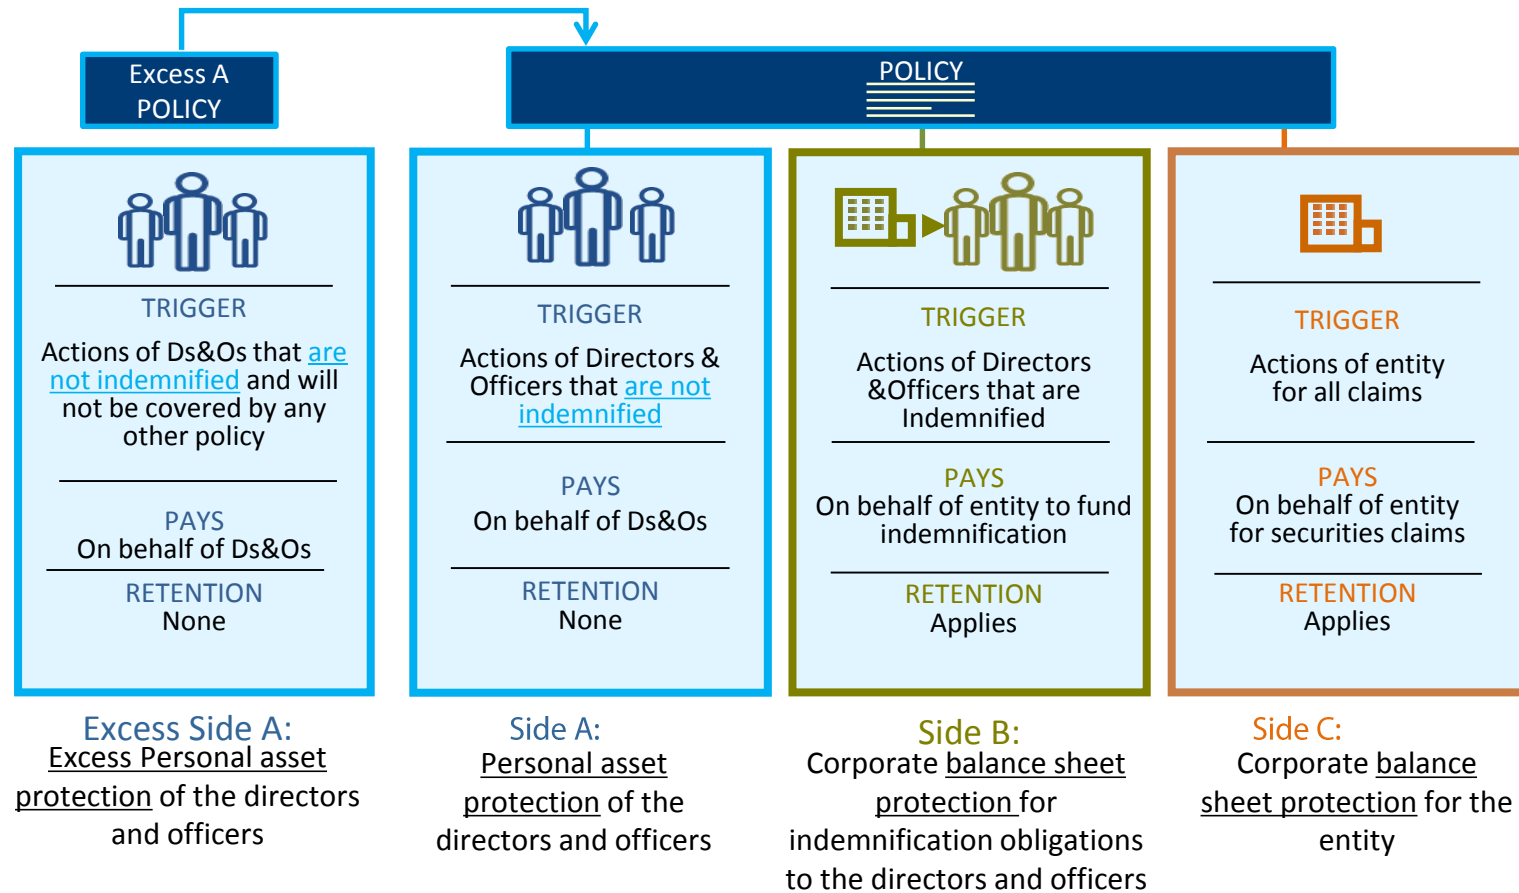 Excess A
POLICY
POLICY
TRIGGER
Actions of Ds&Os that are
not indemnified and will
not be covered by any
other policy
PAYS
On behalf of Ds&Os
RETENTION
None
Excess Side A:
Excess Personal asset
protection of the directors
and officers
TRIGGER
Actions of Directors &
Officers that are not
indemnified
PAYS
On behalf of Ds&Os
RETENTION
None
Side A:
Personal asset
protection of the
directors and officers
TRIGGER
Actions of Directors
&Officers that are
Indemnified
PAYS
On behalf of entity to fund
indemnification
RETENTION
Applies
Side B:
Corporate balance sheet
protection for
indemnification obligations
to the directors and officers
TRIGGER
Actions of entity
for all claims
PAYS
On behalf of entity
for securities claims
RETENTION
Applies
Side C:
Corporate balance
sheet protection for the
entity